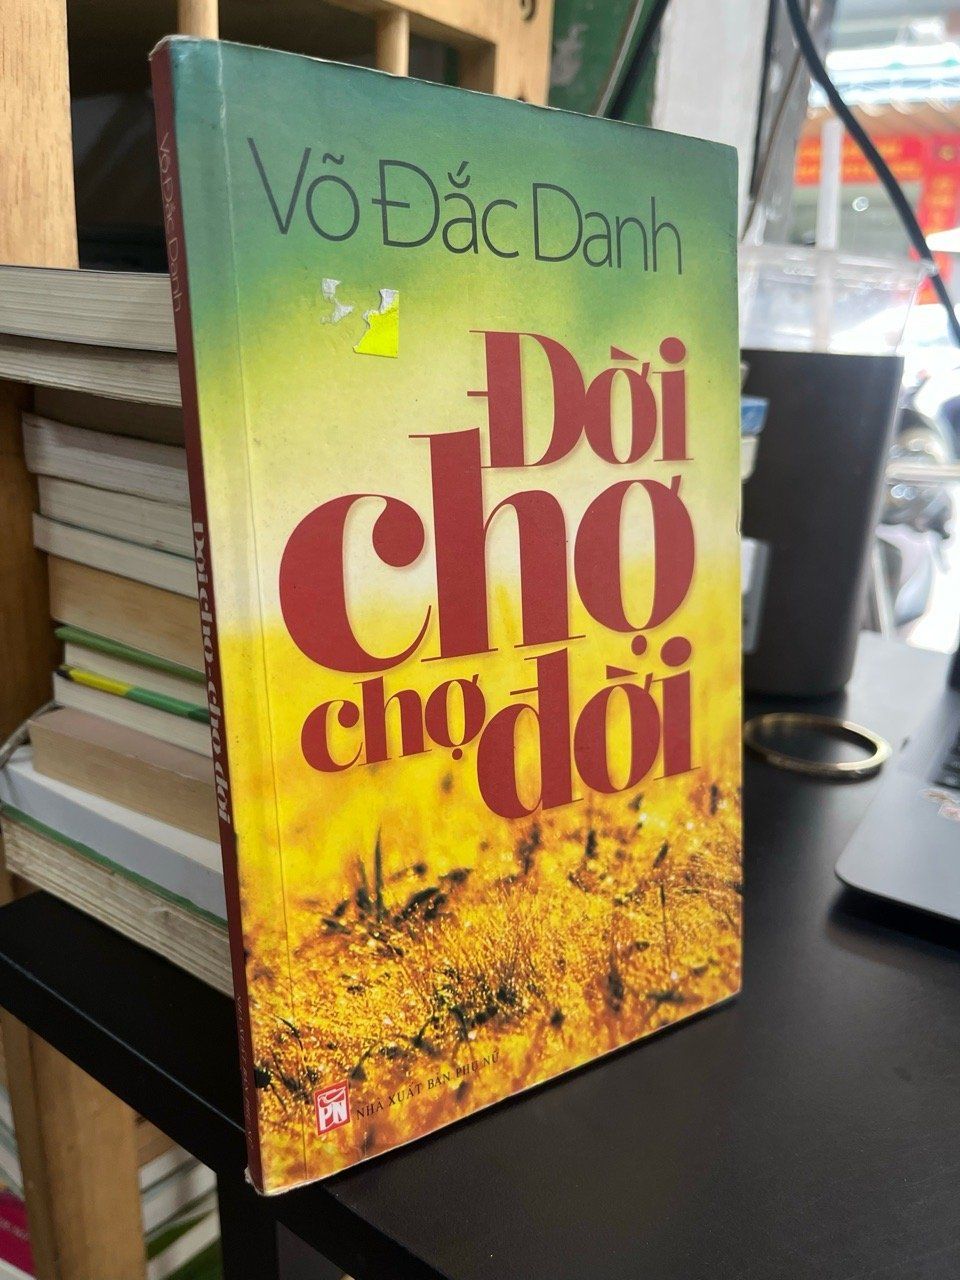 Võ Đắc Danh
Đời
chợ
chợ đời
PN
NHÀ XUẤT BẢN PHỤ NỮ
Võ Đắc Danh
Đời chợ - chợ đời